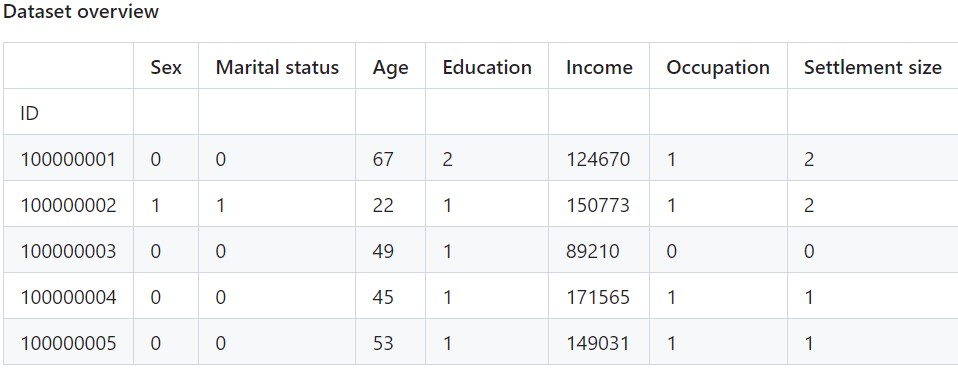 Dataset overview
Sex Marital status Age Education Income Occupation Settlement size
ID
100000001 0 0 67 2 124670 1 2
100000002 1 1 22 1 150773 1 2
100000003 0 0 49 1 89210 0 0
100000004 0 0 45 1 171565 1 1
100000005 0 0 53 1 149031 1 1